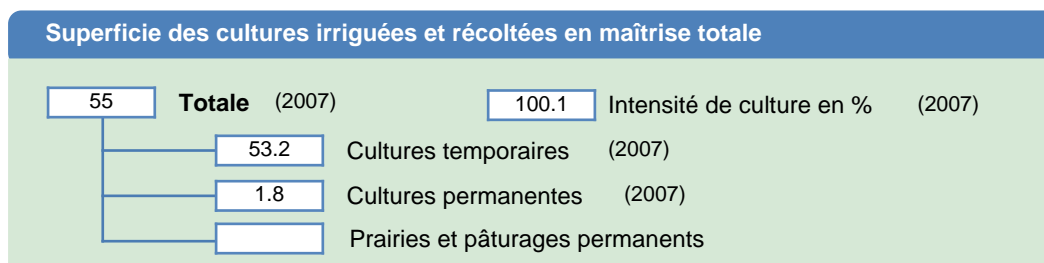 Superficie des cultures irriguées et récoltées en maîtrise totale
55 Totale (2007) 100.1 Intensité de culture en % (2007)
53.2 Cultures temporaires (2007)
1.8 Cultures permanentes (2007)
Prairies et pâturages permanents